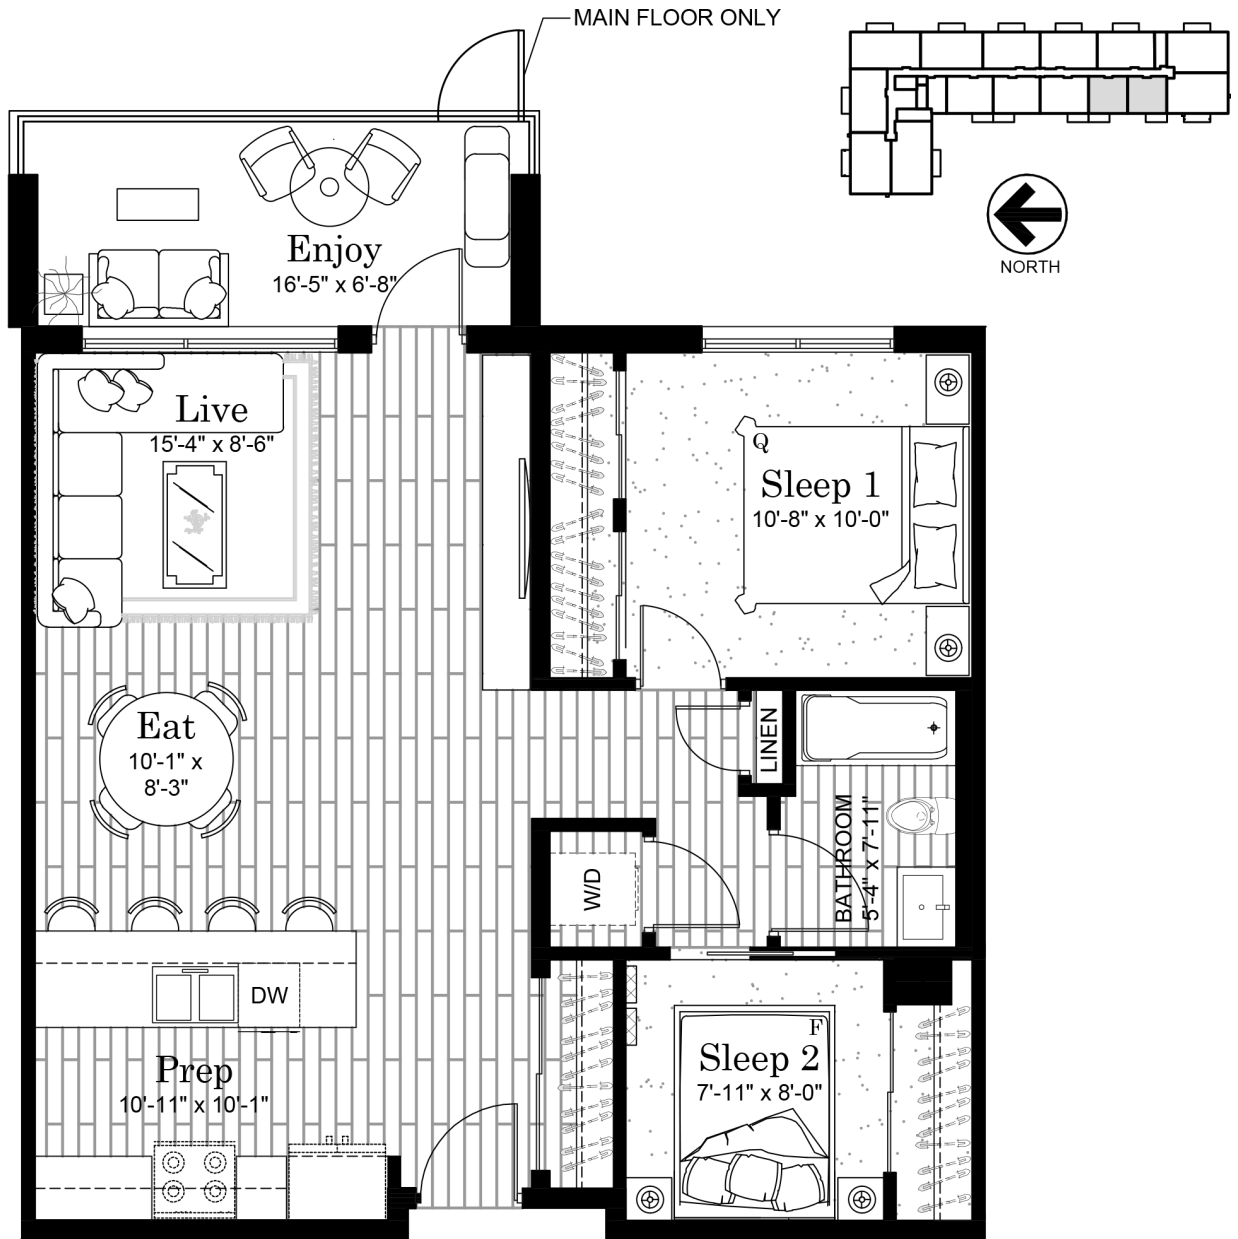 MAIN FLOOR ONLY
NORTH
Enjoy
16'-5" x 6'-8"
Live
15'-4" x 8'-6"
Q
Sleep 1
10'-8" x 10'-0"
Eat
10'-1" x
8'-3"
LINEN
BATHROOM
5'-4" x 7'-11"
W/D
DW
F
Sleep 2
7'-11" x 8'-0"
Prep
10'-11" x 10'-1"